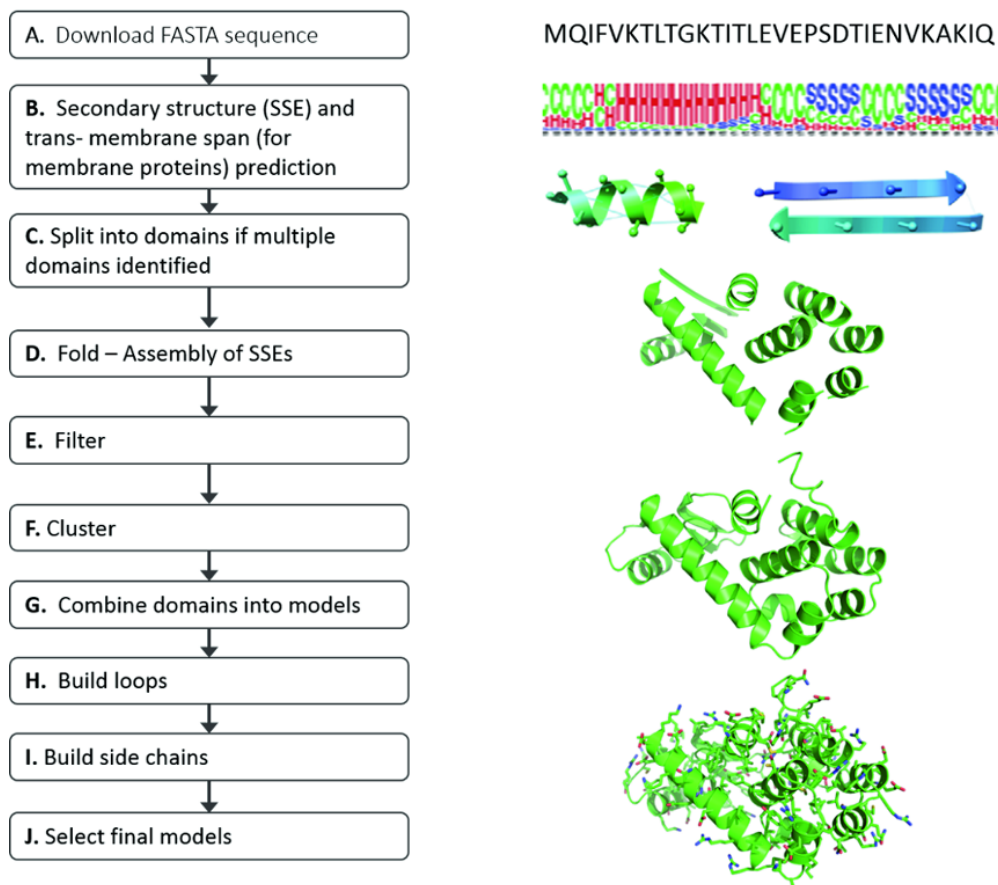 A. Download FASTA sequence
MQIFVKTLTGKTITLEVEPSDTIENVKAKIQ
B. Secondary structure (SSE) and
trans- membrane span (for
membrane proteins) prediction
C. Split into domains if multiple
domains identified
D. Fold – Assembly of SSEs
E. Filter
F. Cluster
G. Combine domains into models
H. Build loops
I. Build side chains
J. Select final models